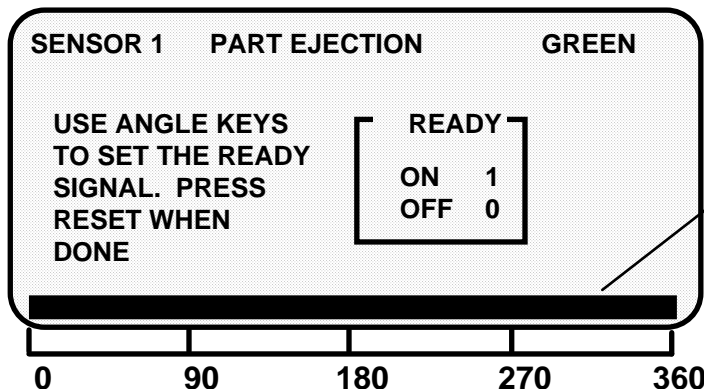 SENSOR 1 PART EJECTION GREEN
USE ANGLE KEYS
TO SET THE READY
SIGNAL. PRESS
RESET WHEN
DONE
READY
ON 1
OFF 0
0 90 180 270 360